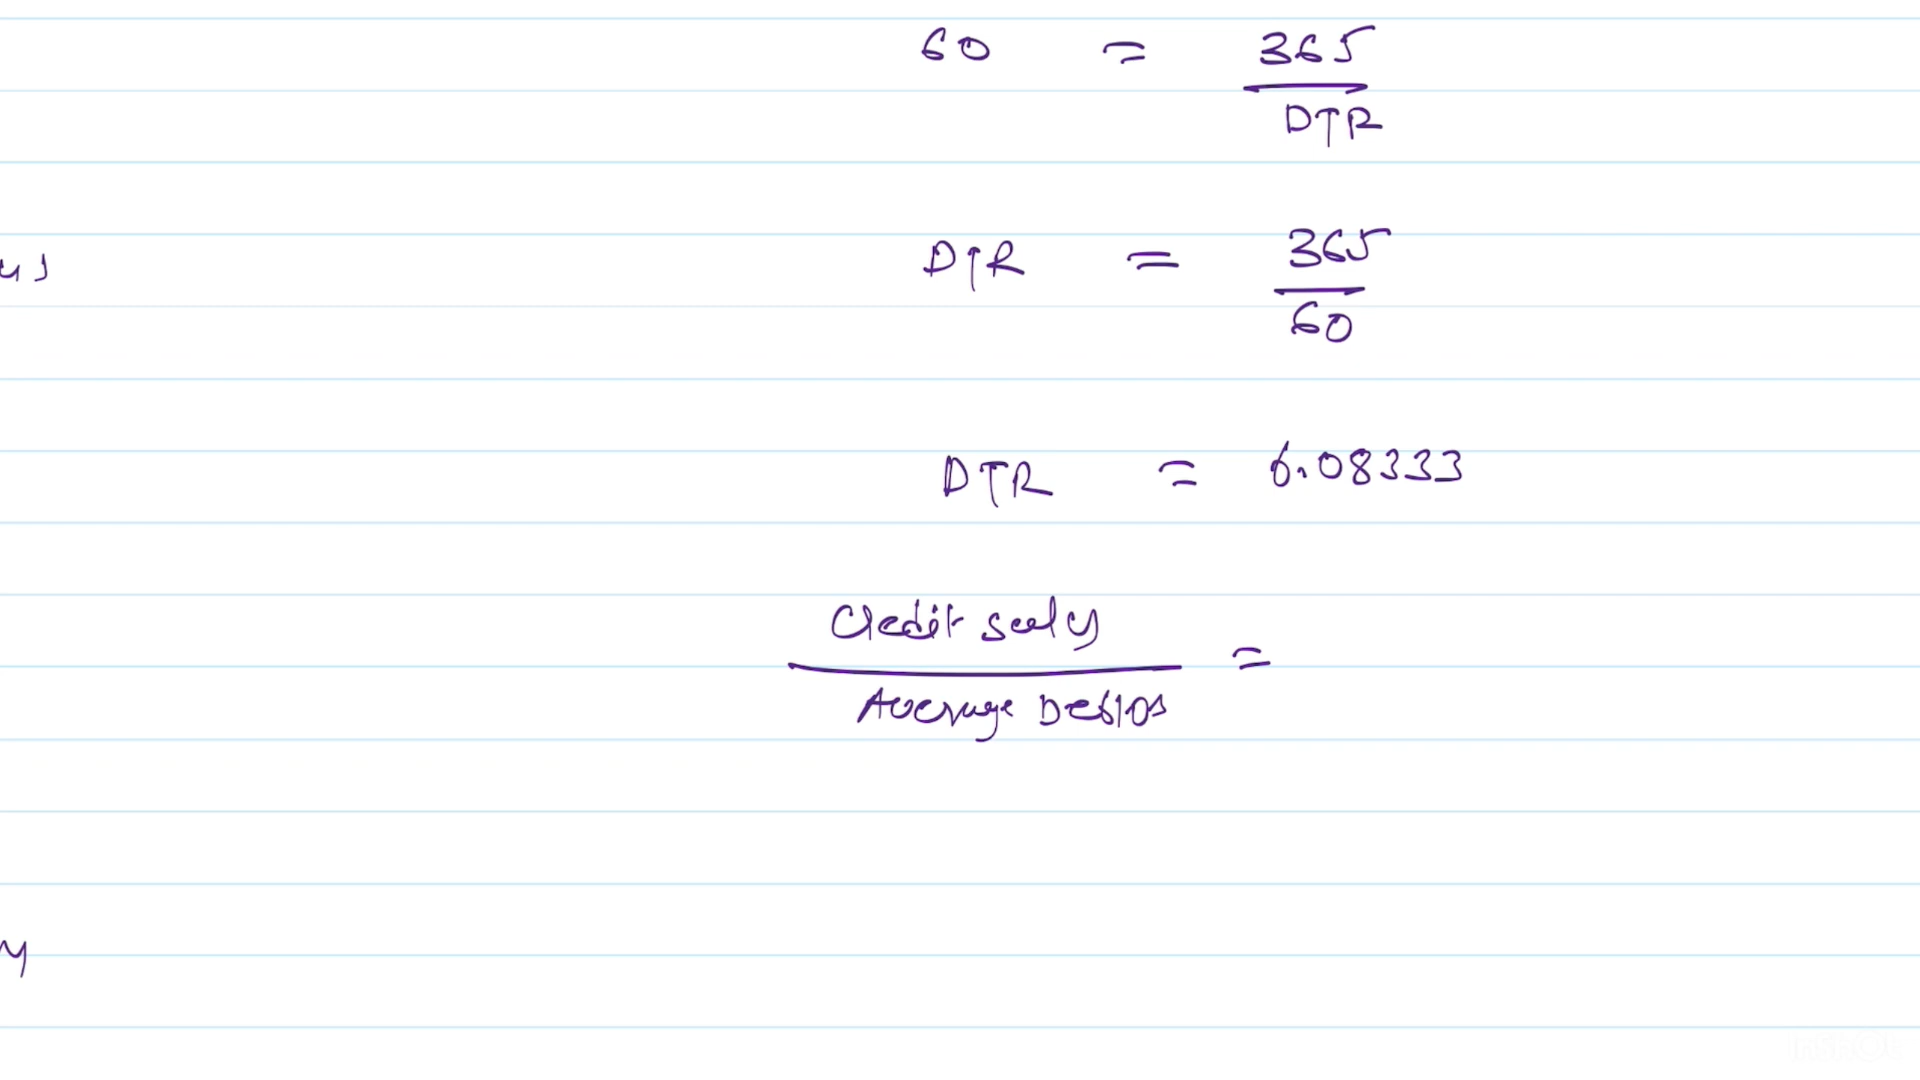 60 = 365
DTR
DTR = 365
60
DTR = 6.08333
Credit sales =
Average Debtors